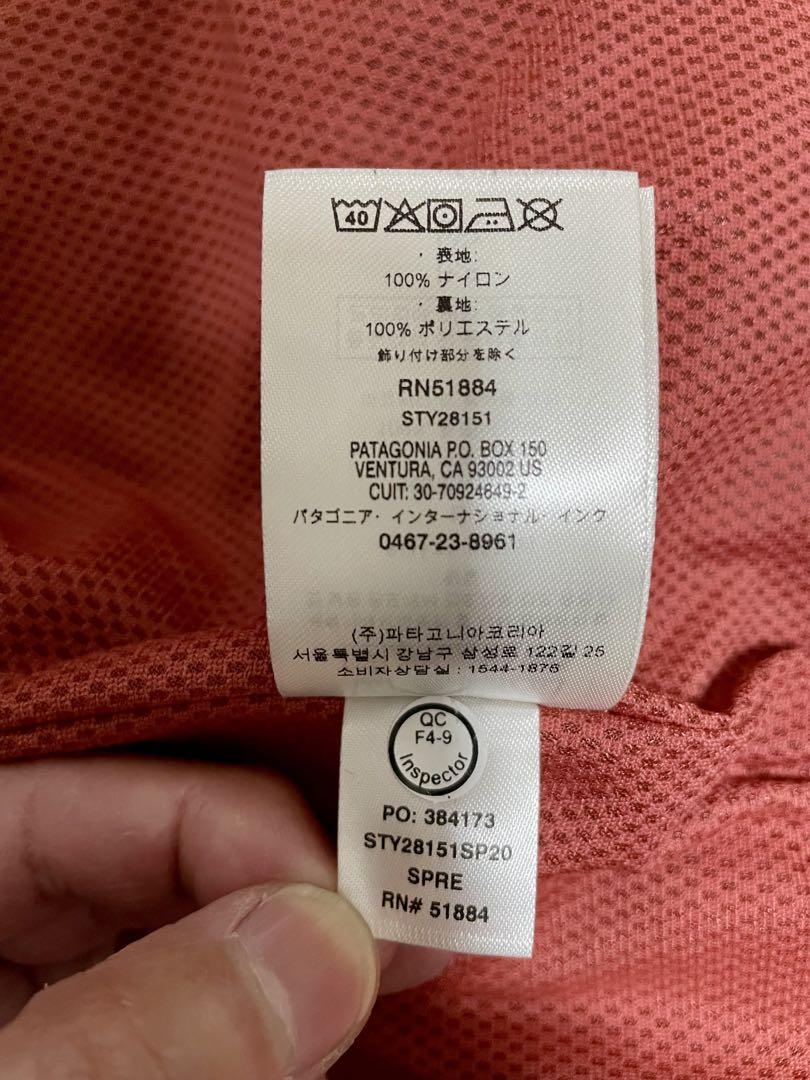 40
・表地:
100% ナイロン
・裏地:
100% ポリエステル
飾り付け部分を除く
RN51884
STY28151
PATAGONIA P.O. BOX 150
VENTURA, CA 93002 US
CUIT: 30-70924649-2
パタゴニア・インターナショナル・インク
0467-23-8961
(주)파타고니아코리아
서울특별시 강남구 삼성로 122길 25
소비자상담실 : 1544-1876
QC
F4-9
Inspector
PO: 384173
STY28151SP20
SPRE
RN# 51884